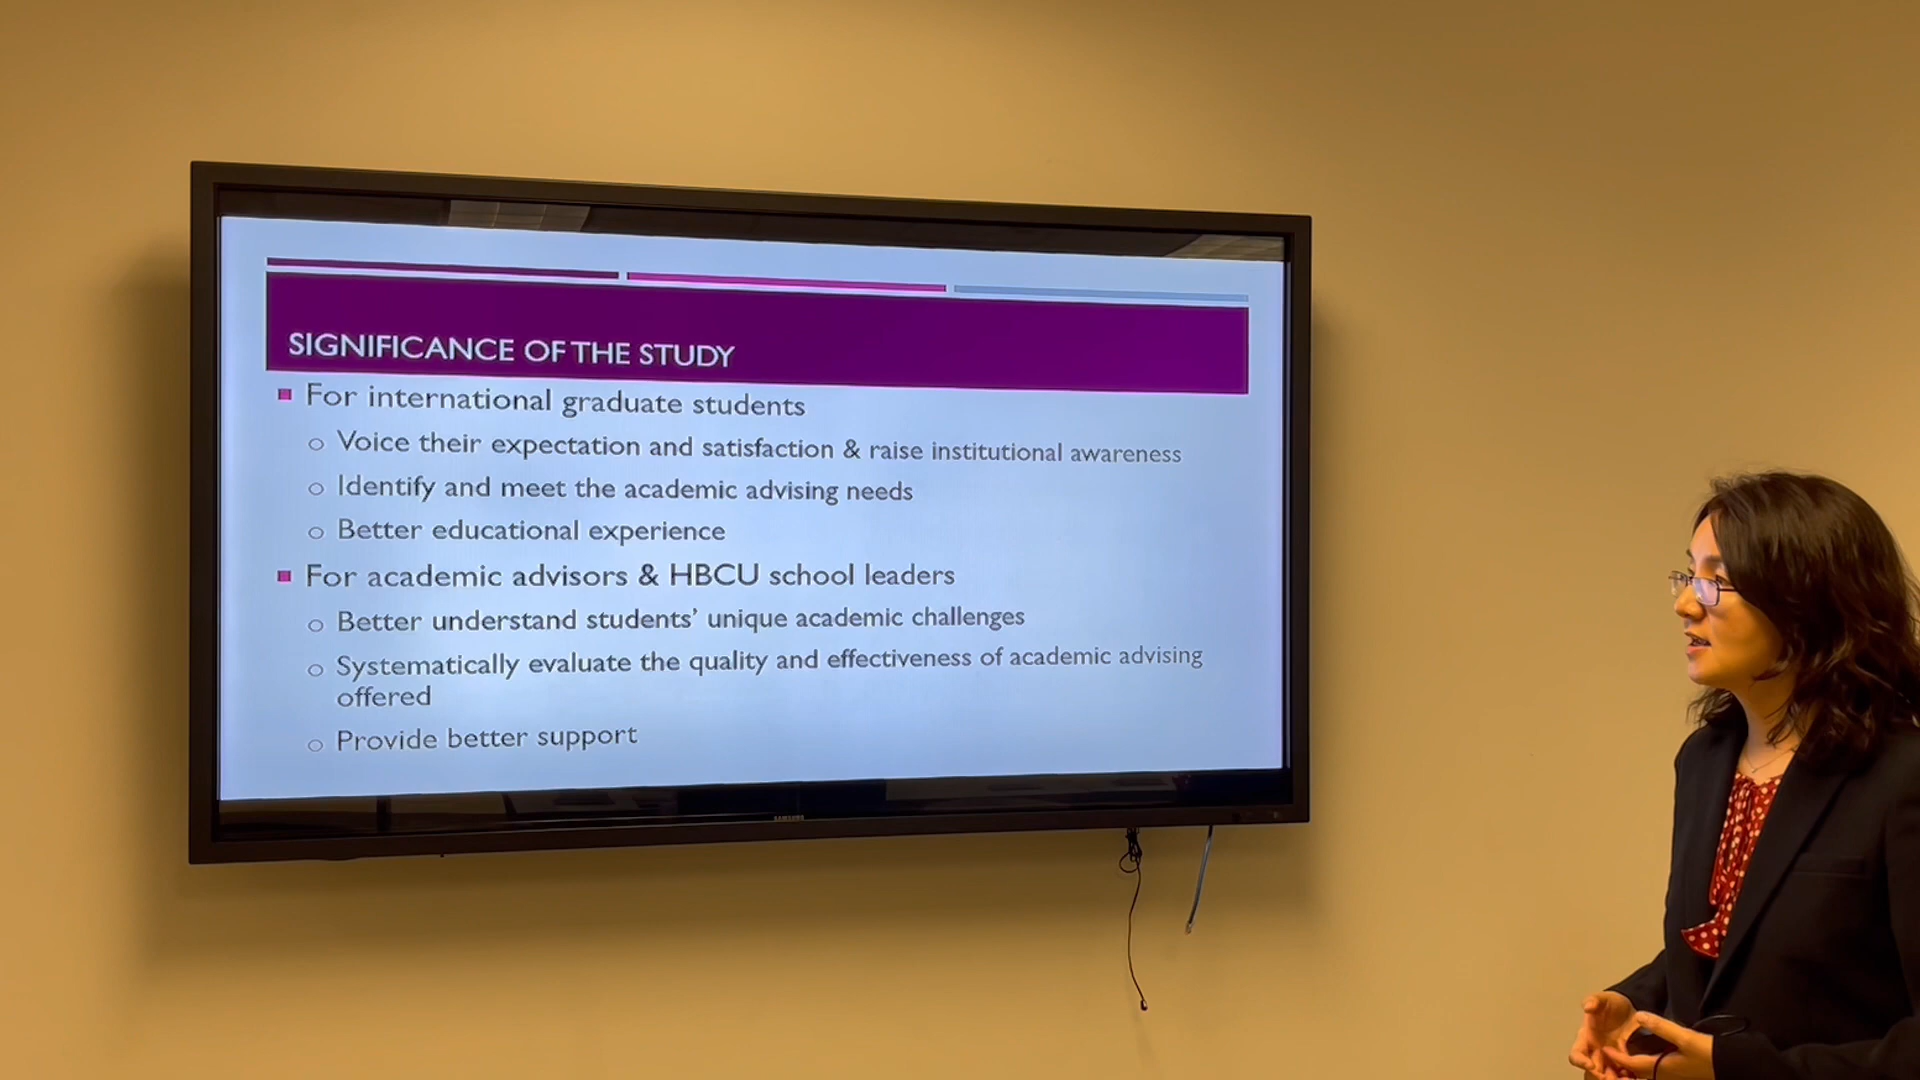 SIGNIFICANCE OF THE STUDY
For international graduate students
Voice their expectation and satisfaction & raise institutional awareness
Identify and meet the academic advising needs
Better educational experience
For academic advisors & HBCU school leaders
Better understand students’ unique academic challenges
Systematically evaluate the quality and effectiveness of academic advising
offered
Provide better support
SAMSUNG